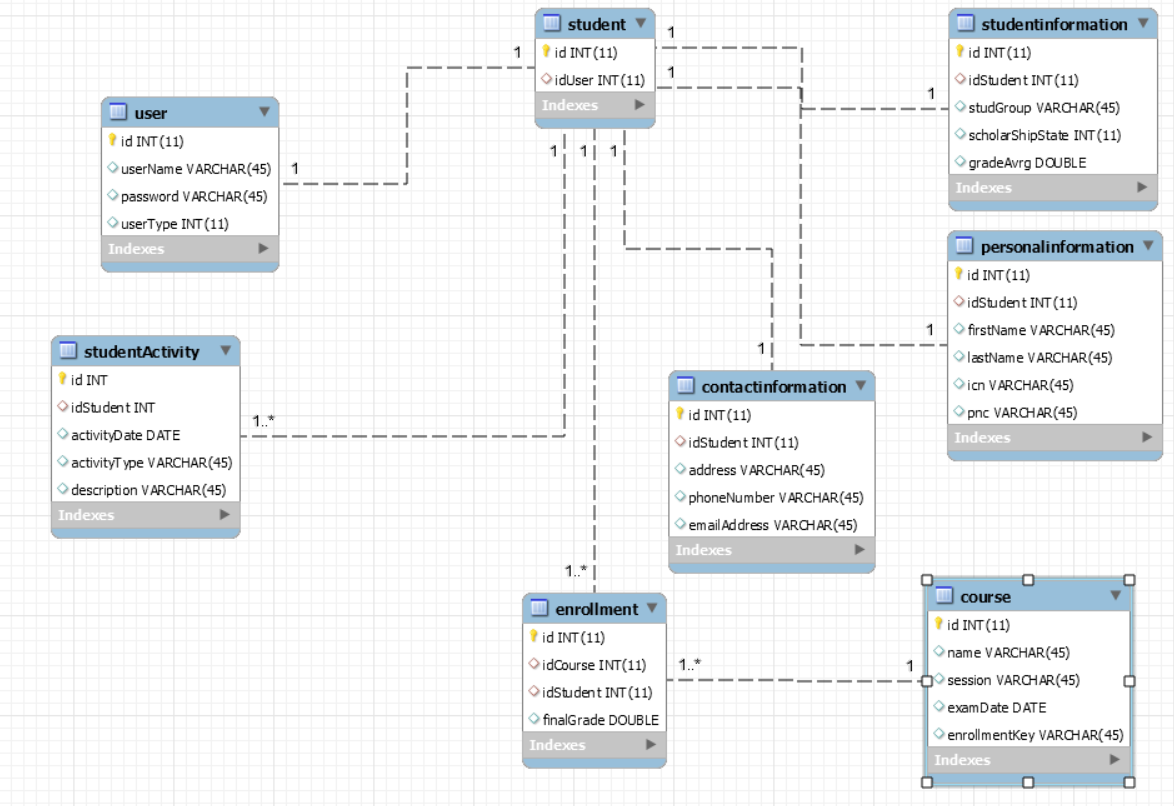 student
id INT(11)
idUser INT(11)
Indexes
studentinformation
id INT(11)
idStudent INT(11)
studGroup VARCHAR(45)
scholarShipState INT(11)
gradeAvrg DOUBLE
Indexes
1
1
1
1
user
id INT(11)
userName VARCHAR(45)
password VARCHAR(45)
userType INT(11)
Indexes
1
1
1
1
personalinformation
id INT(11)
idStudent INT(11)
firstName VARCHAR(45)
lastName VARCHAR(45)
icn VARCHAR(45)
pnc VARCHAR(45)
Indexes
1
1
studentActivity
id INT
idStudent INT
activityDate DATE
activityType VARCHAR(45)
description VARCHAR(45)
Indexes
1..*
contactinformation
id INT(11)
idStudent INT(11)
address VARCHAR(45)
phoneNumber VARCHAR(45)
emailAddress VARCHAR(45)
Indexes
1..*
enrollment
id INT(11)
idCourse INT(11)
idStudent INT(11)
finalGrade DOUBLE
Indexes
1..*
1
course
id INT(11)
name VARCHAR(45)
session VARCHAR(45)
examDate DATE
enrollmentKey VARCHAR(45)
Indexes